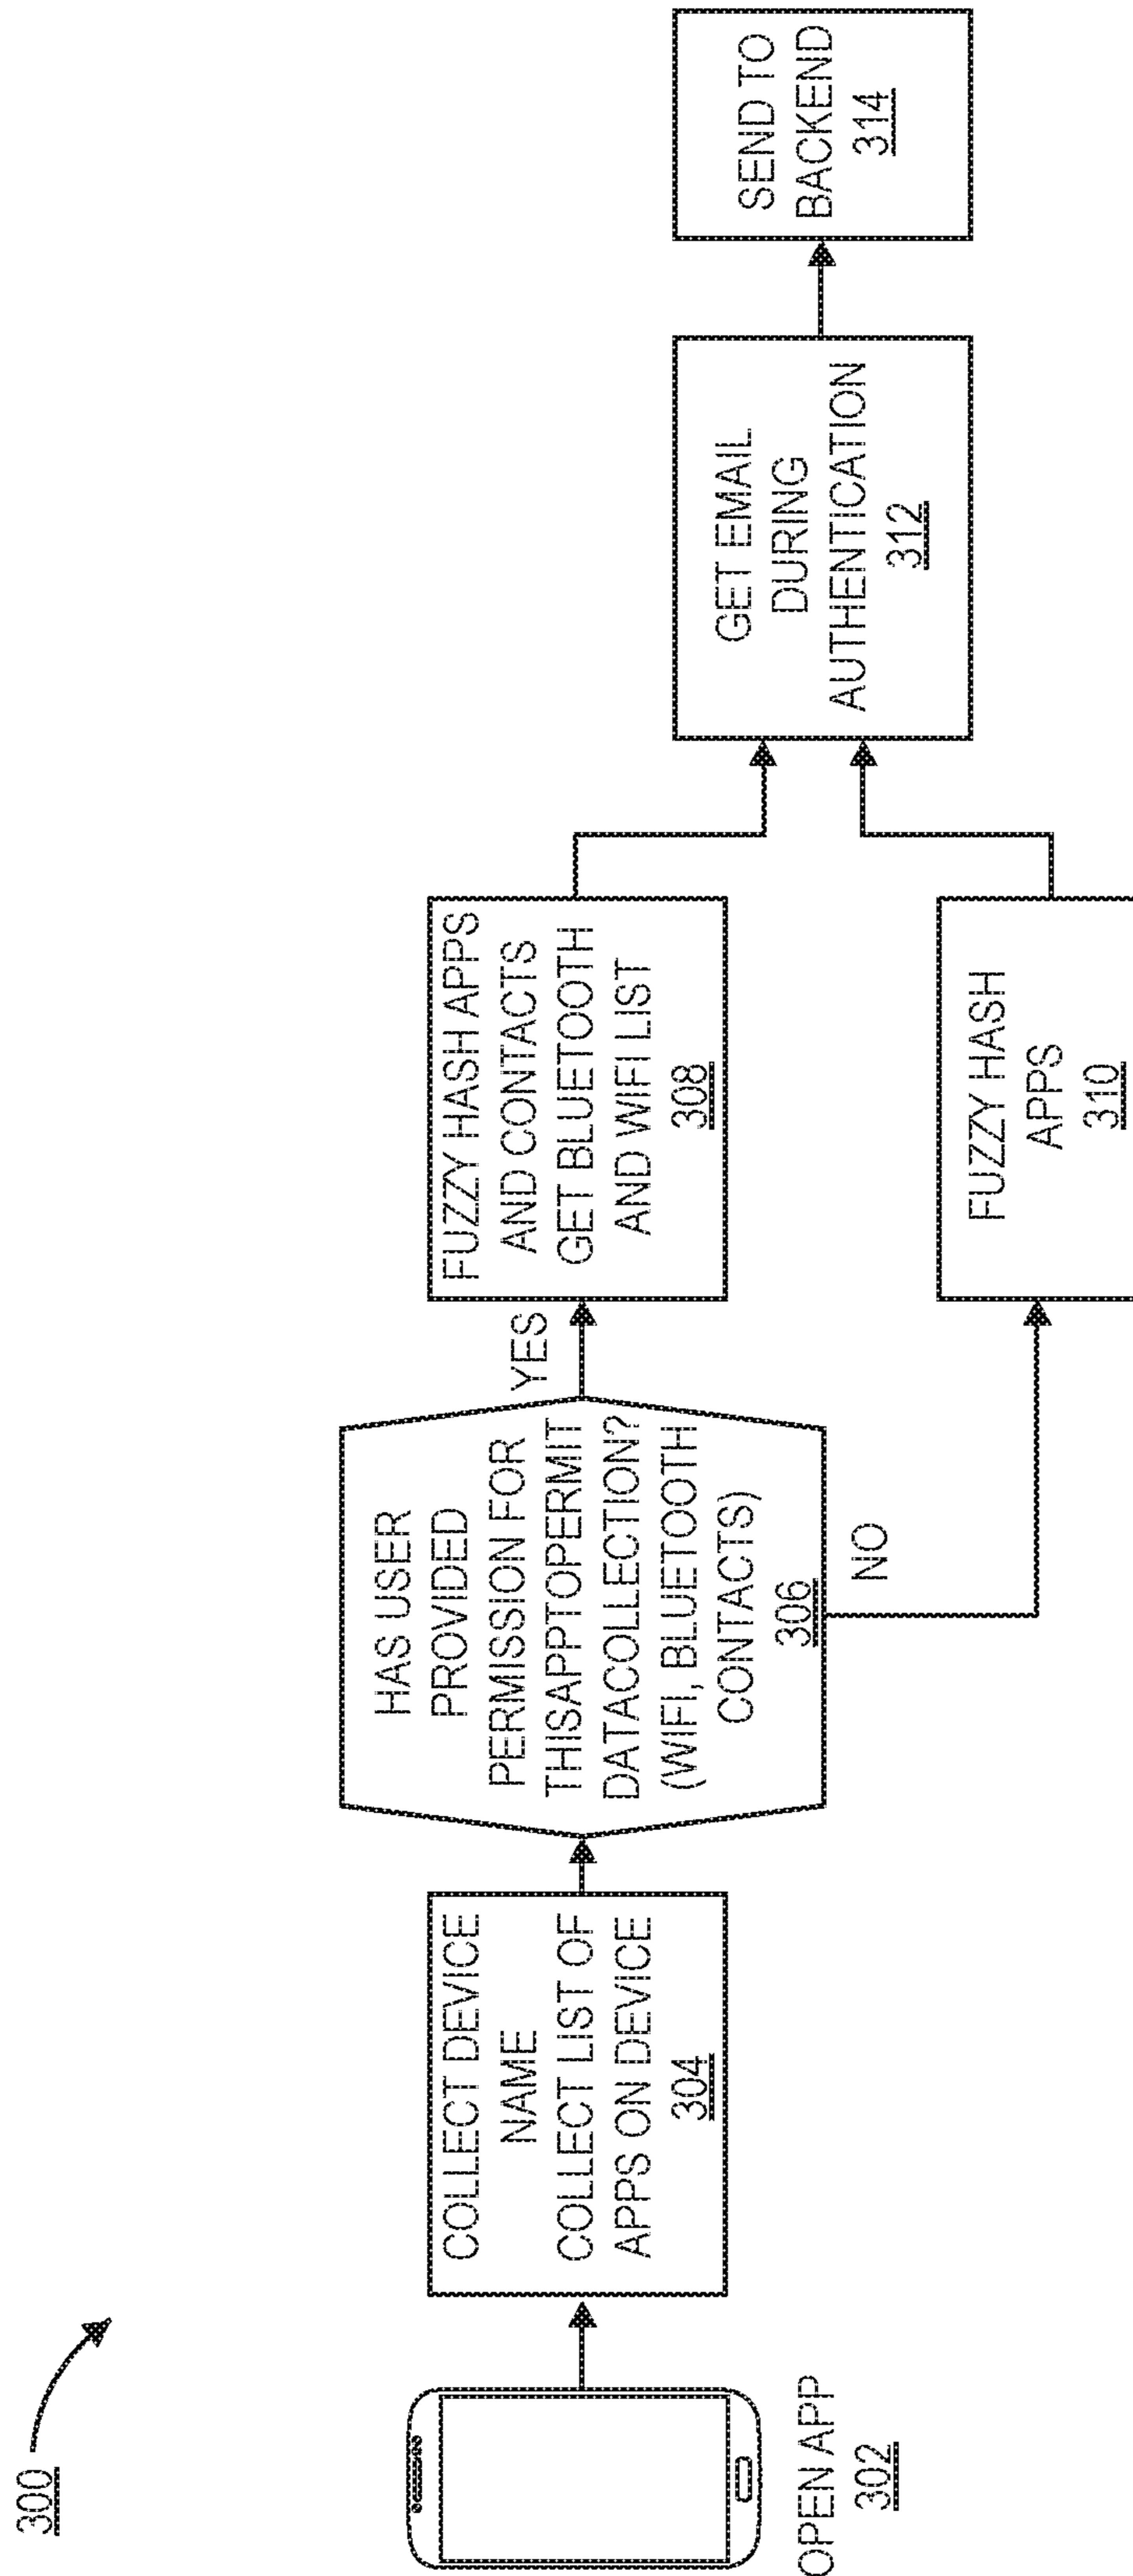 300
OPEN APP
302
COLLECT DEVICE
NAME
COLLECT LIST OF
APPS ON DEVICE
304
HAS USER
PROVIDED
PERMISSION FOR
THISAPPTOPERMIT
DATACOLLECTION?
(WIFI, BLUETOOTH
CONTACTS)
306
YES
NO
FUZZY HASH APPS
AND CONTACTS
GET BLUETOOTH
AND WIFI LIST
308
FUZZY HASH
APPS
310
GET EMAIL
DURING
AUTHENTICATION
312
SEND TO
BACKEND
314